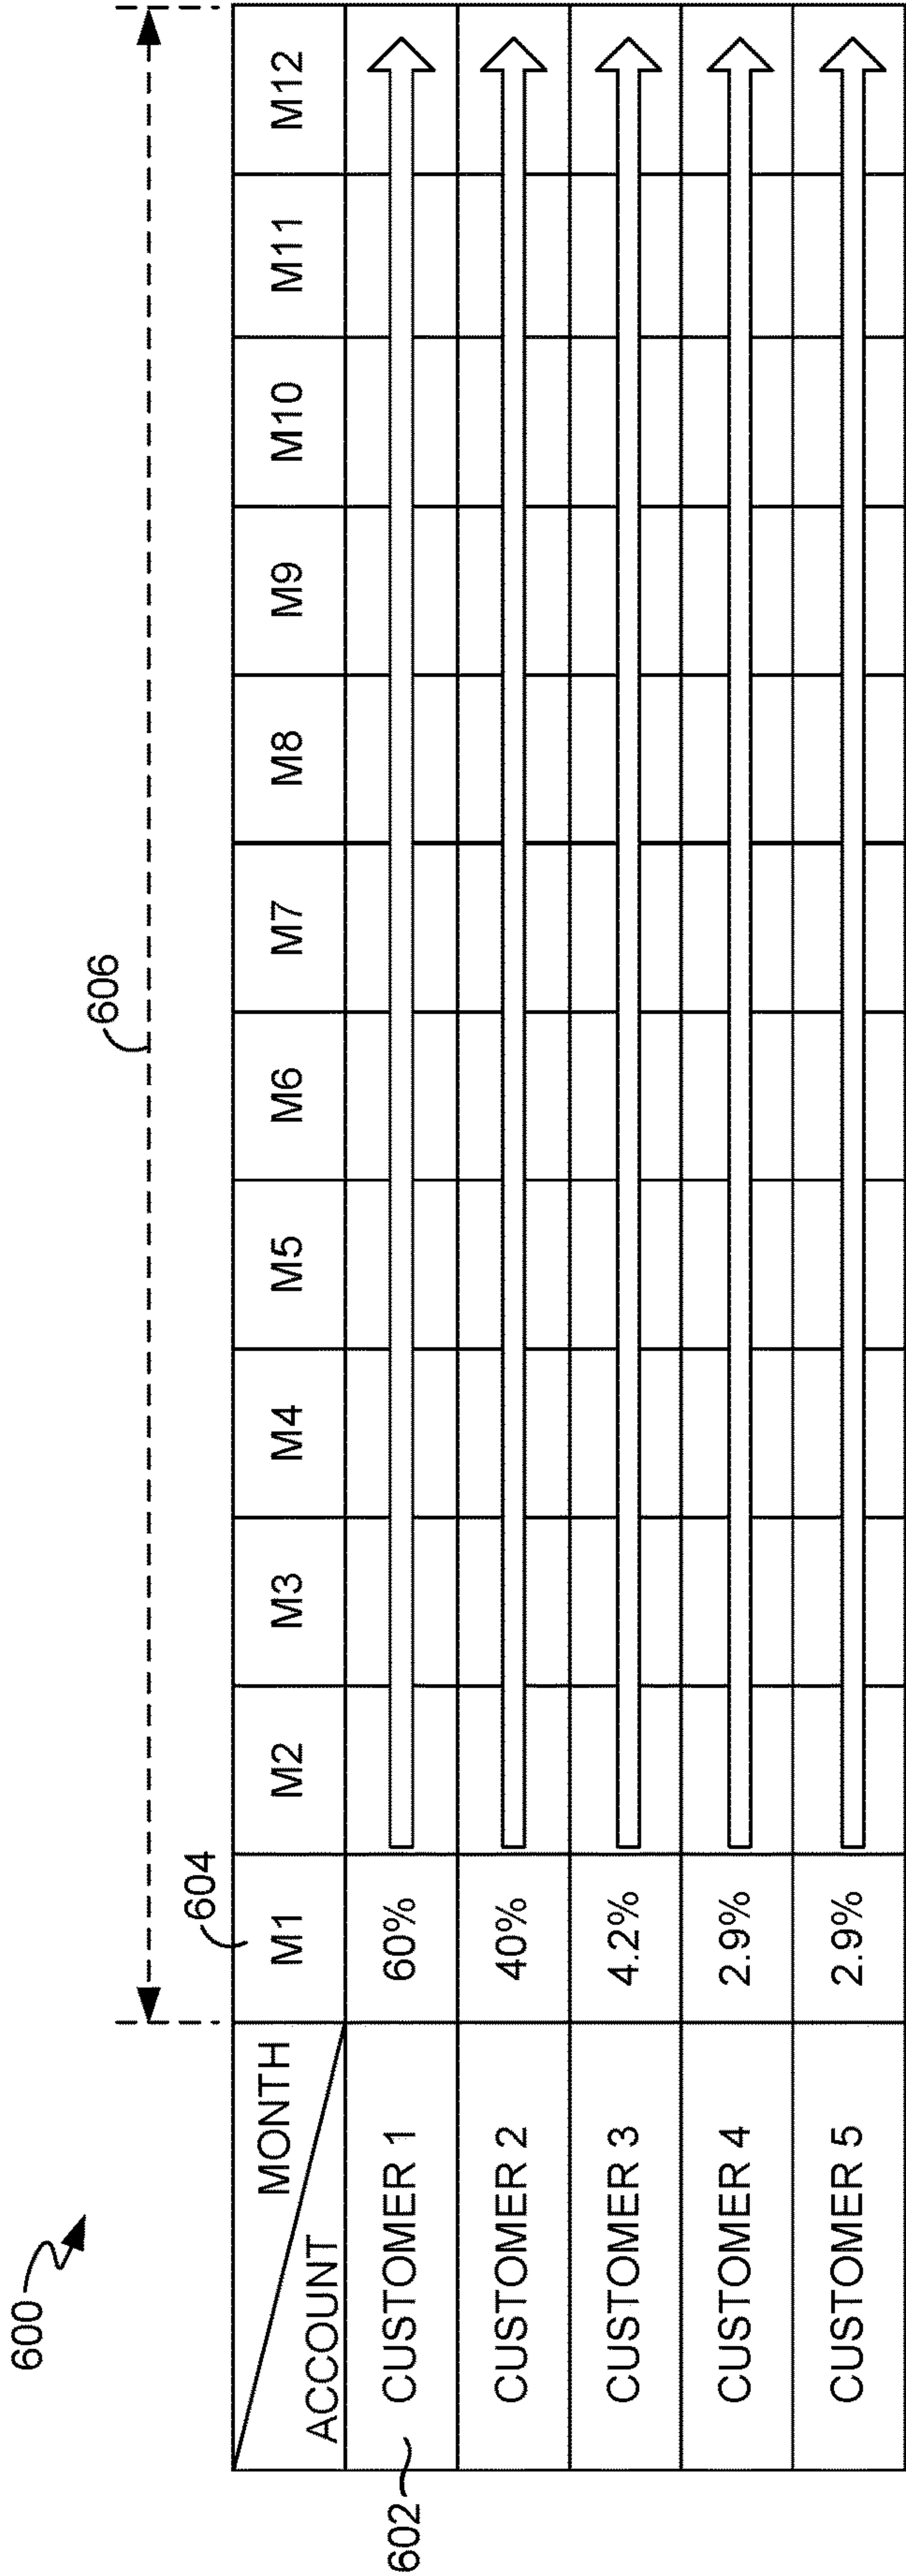 600
606
604
MONTH
ACCOUNT M1 M2 M3 M4 M5 M6 M7 M8 M9 M10 M11 M12
602 CUSTOMER 1 60%
CUSTOMER 2 40%
CUSTOMER 3 4.2%
CUSTOMER 4 2.9%
CUSTOMER 5 2.9%